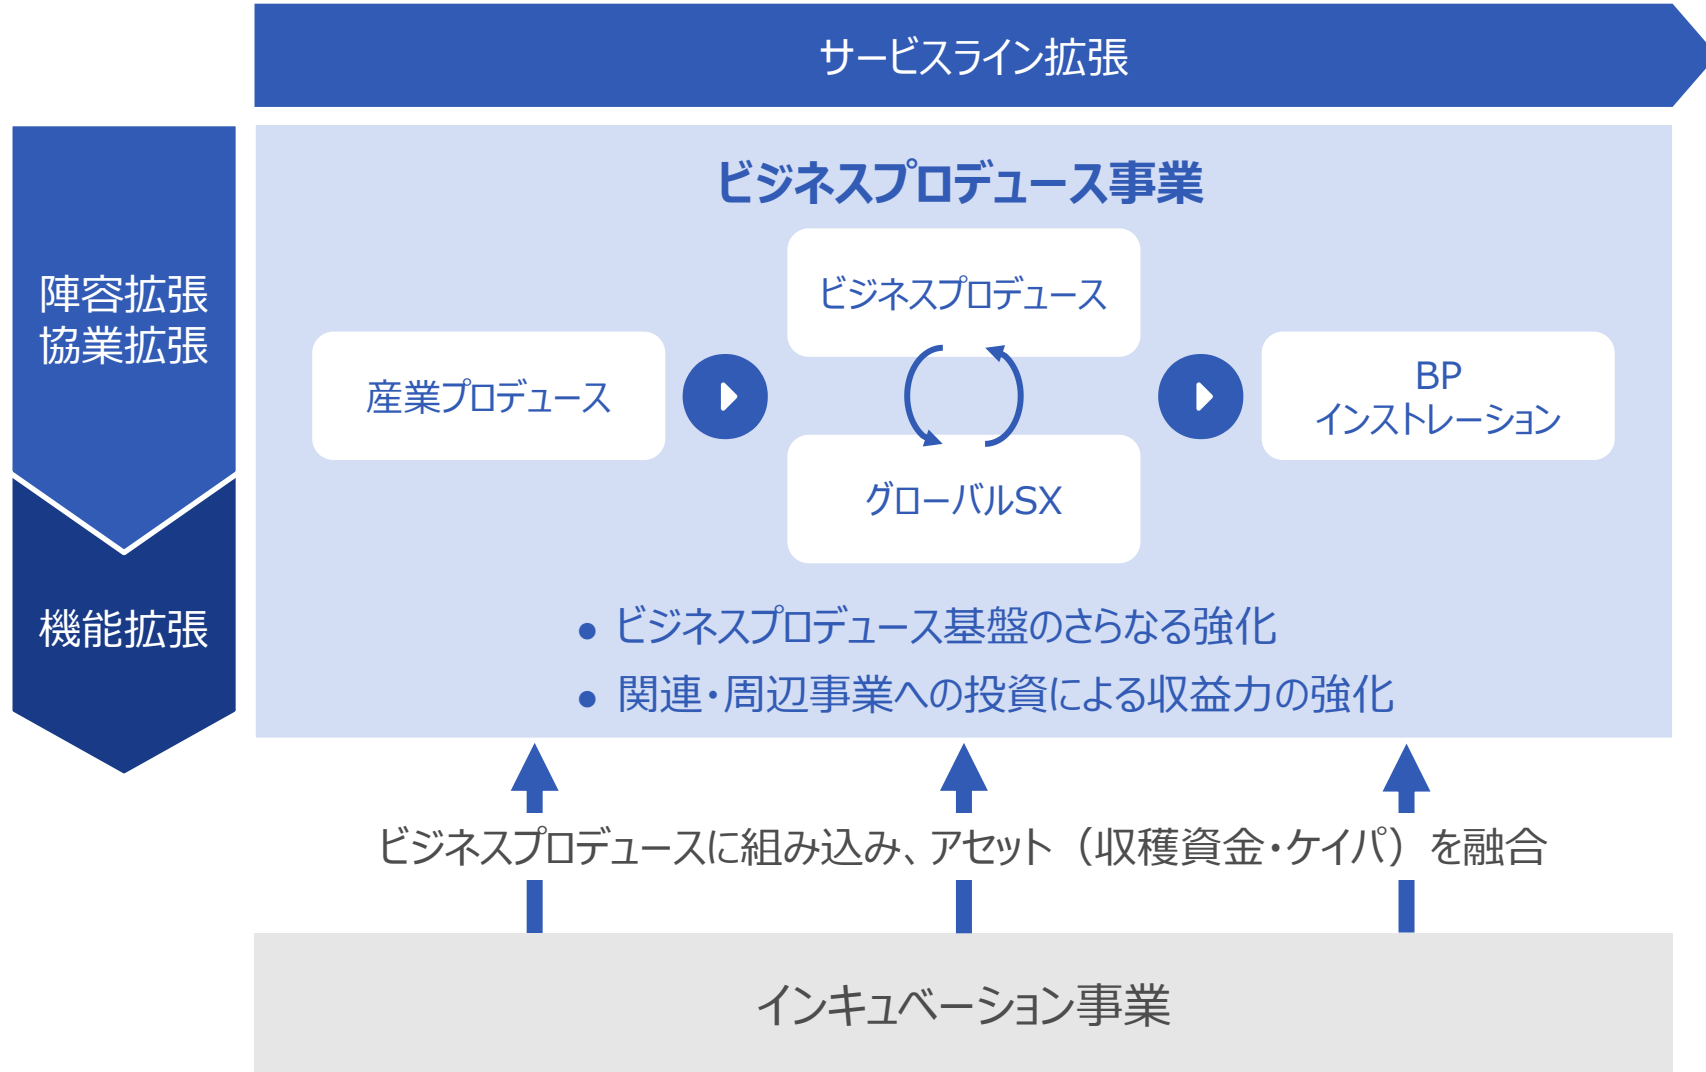 サービスライン拡張
陣容拡張
協業拡張
機能拡張
ビジネスプロデュース事業
産業プロデュース
ビジネスプロデュース
グローバルSX
BP
インストレーション
● ビジネスプロデュース基盤のさらなる強化
● 関連・周辺事業への投資による収益力の強化
ビジネスプロデュースに組み込み、アセット（収穫資金・ケイパ）を融合
インキュベーション事業